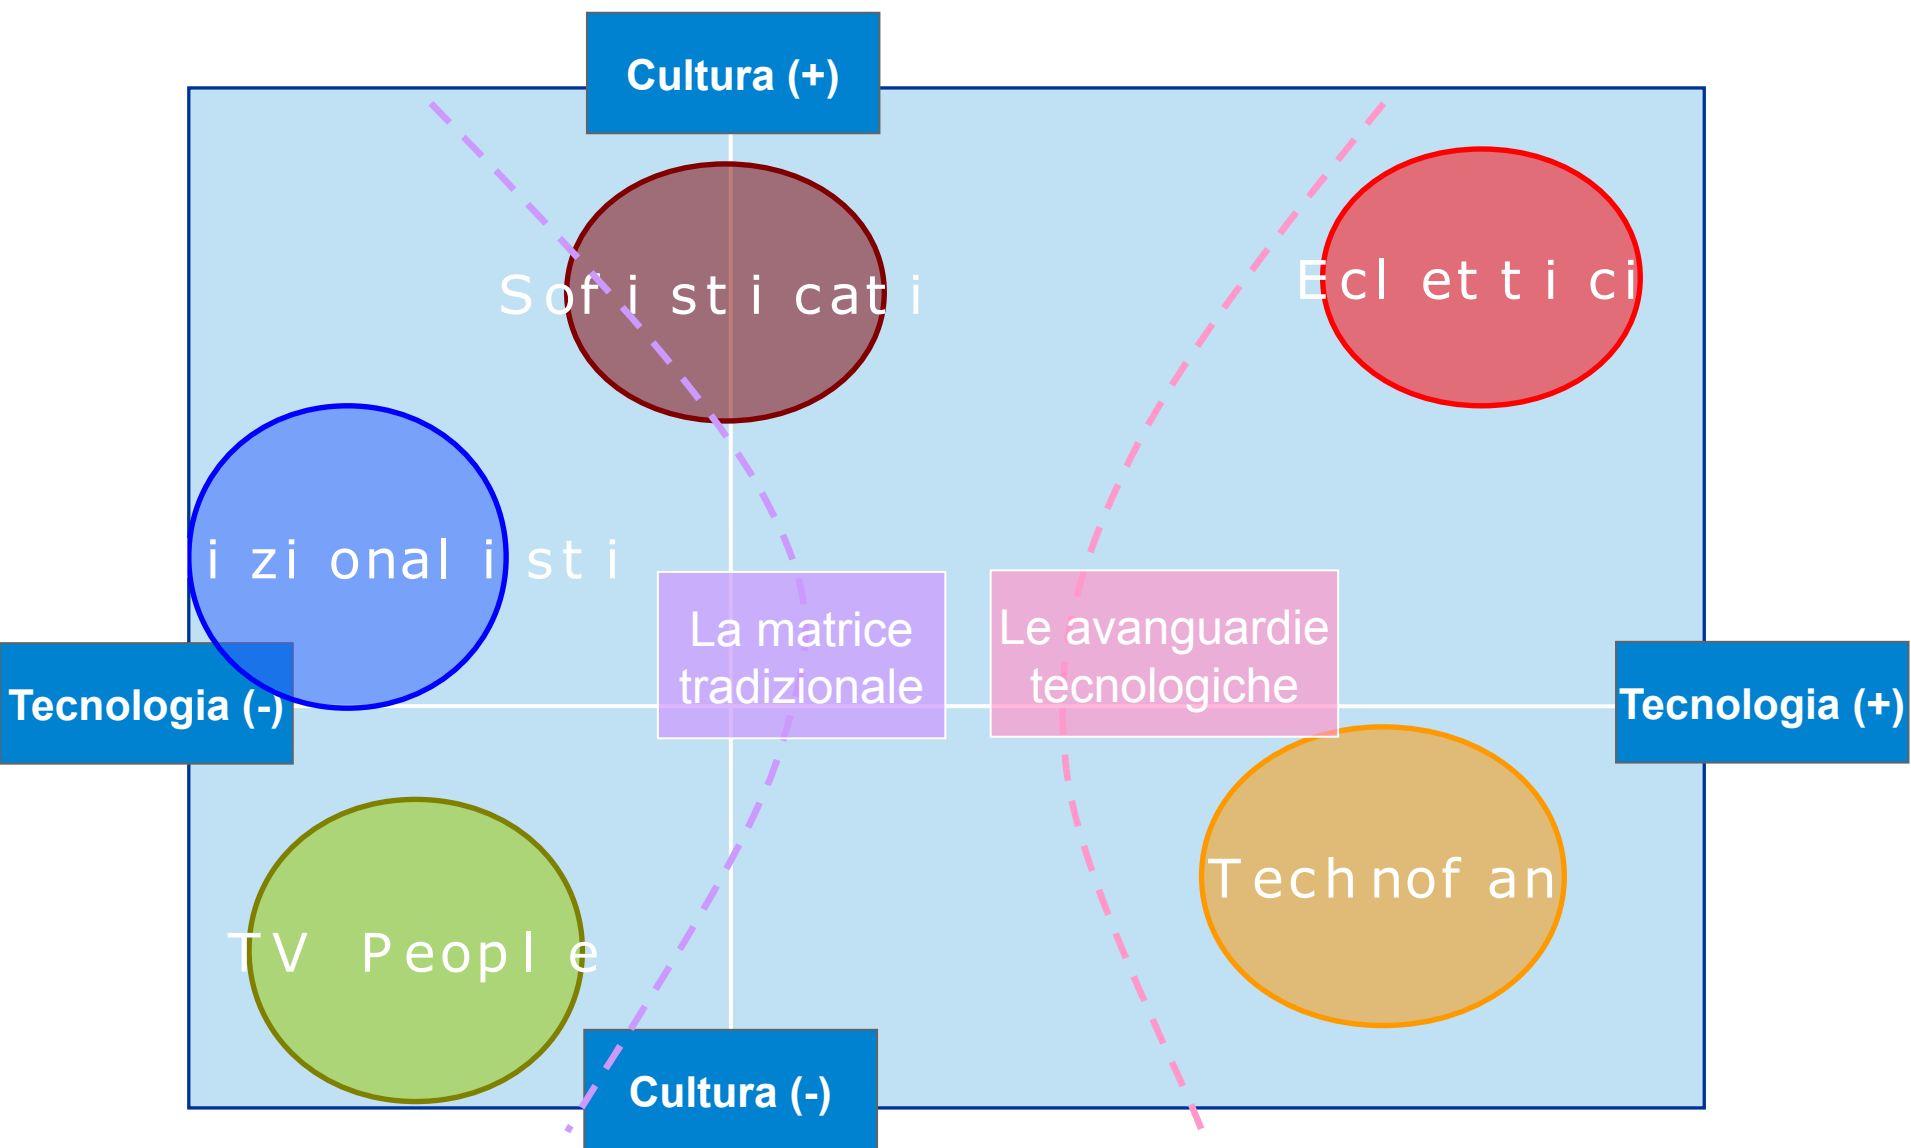 Cultura (+)
Sofisticati
Eclettici
izionalisti
La matrice
tradizionale
Le avanguardie
tecnologiche
Tecnologia (-)
Tecnologia (+)
Technofan
TV People
Cultura (-)